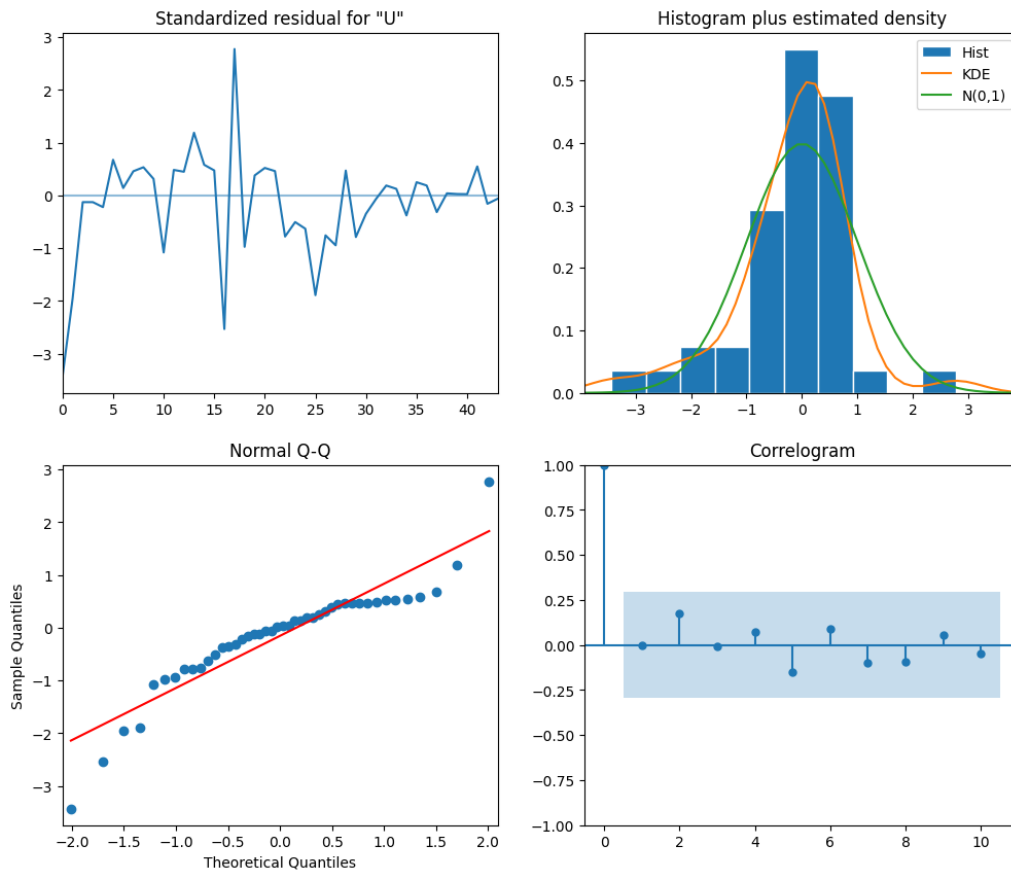 Standardized residual for "U"
3
2
1
0
−1
−2
−3
0 5 10 15 20 25 30 35 40
Histogram plus estimated density
Hist
KDE
N(0,1)
0.5
0.4
0.3
0.2
0.1
0.0
−3 −2 −1 0 1 2 3
Normal Q-Q
Sample Quantiles
3
2
1
0
−1
−2
−3
−2.0 −1.5 −1.0 −0.5 0.0 0.5 1.0 1.5 2.0
Theoretical Quantiles
Correlogram
1.00
0.75
0.50
0.25
0.00
−0.25
−0.50
−0.75
−1.00
0 2 4 6 8 10